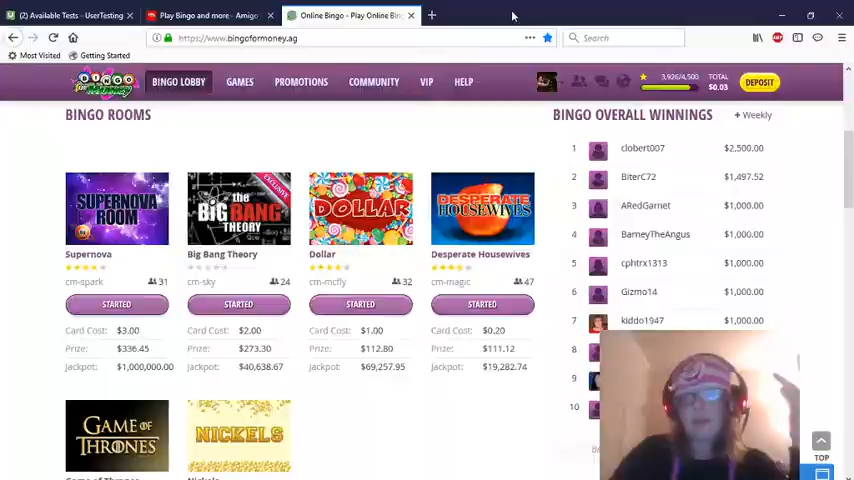 (2) Available Tests - UserTesting
Play Bingo and more - Amigo
Online Bingo - Play Online Bin
https://www.bingoformoney.ag
Search
Most Visited
Getting Started
BINGO
BINGO LOBBY
GAMES
PROMOTIONS
COMMUNITY
VIP
HELP
3,926/4,500
TOTAL
$0.03
DEPOSIT
BINGO ROOMS
BINGO OVERALL WINNINGS
+ Weekly
SUPERNOVA
ROOM
EXCLUSIVE
the
BIG BANG
THEORY
DOLLAR
DESPERATE
HOUSEWIVES
Supernova
Big Bang Theory
Dollar
Desperate Housewives
cm-spark
31
cm-sky
24
cm-mcfly
32
cm-magic
47
STARTED
STARTED
STARTED
STARTED
Card Cost: $3.00
Prize: $336.45
Jackpot: $1,000,000.00
Card Cost: $2.00
Prize: $273.30
Jackpot: $40,638.67
Card Cost: $1.00
Prize: $112.80
Jackpot: $69,257.95
Card Cost: $0.20
Prize: $111.12
Jackpot: $19,282.74
1 clobert007 $2,500.00
2 BiterC72 $1,497.52
3 ARedGarnet $1,000.00
4 BarneyTheAngus $1,000.00
5 cphtrx1313 $1,000.00
6 Gizmo14 $1,000.00
7 kiddo1947 $1,000.00
8
9
10
GAME OF
THRONES
NICKELS
Game of Thrones
Nickels
TOP